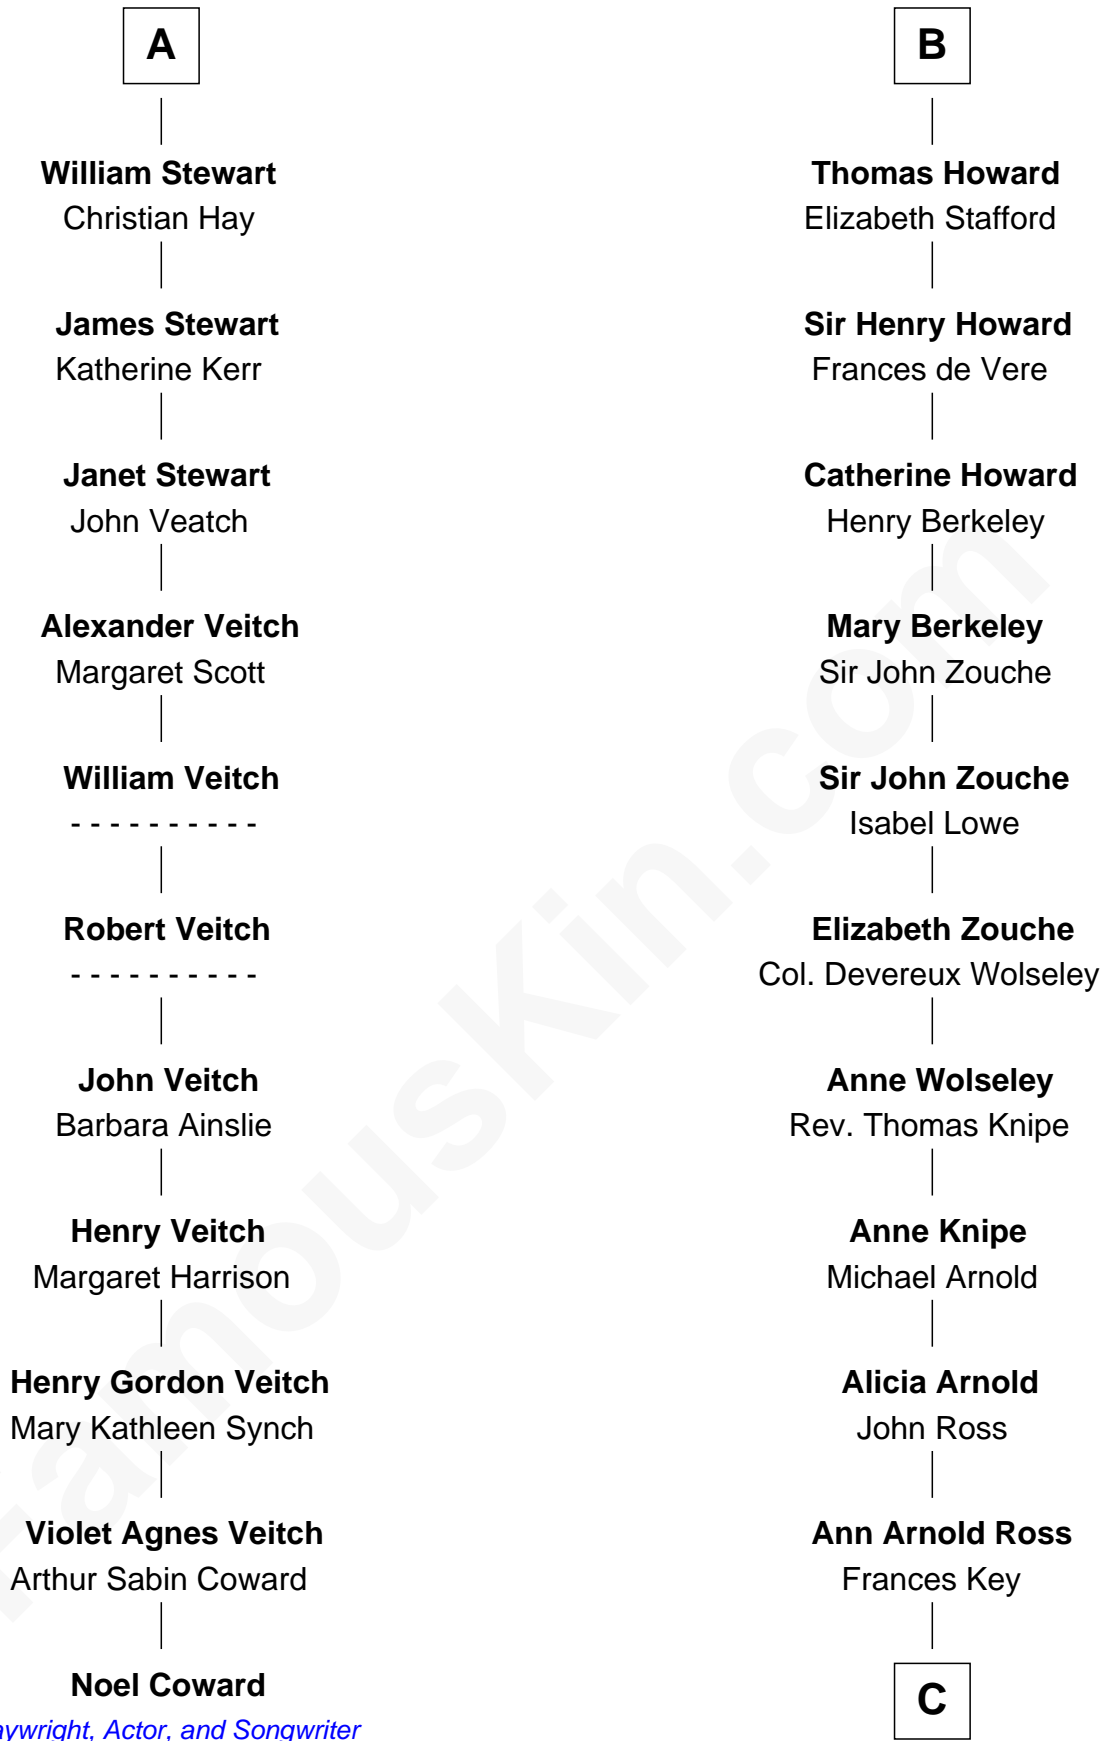 A
William Stewart
Christian Hay
James Stewart
Katherine Kerr
Janet Stewart
John Veatch
Alexander Veitch
Margaret Scott
William Veitch
- - - - - - - - - -
Robert Veitch
- - - - - - - - - -
John Veitch
Barbara Ainslie
Henry Veitch
Margaret Harrison
Henry Gordon Veitch
Mary Kathleen Synch
Violet Agnes Veitch
Arthur Sabin Coward
Noel Coward
aywright, Actor, and Songwriter
B
Thomas Howard
Elizabeth Stafford
Sir Henry Howard
Frances de Vere
Catherine Howard
Henry Berkeley
Mary Berkeley
Sir John Zouche
Sir John Zouche
Isabel Lowe
Elizabeth Zouche
Col. Devereux Wolseley
Anne Wolseley
Rev. Thomas Knipe
Anne Knipe
Michael Arnold
Alicia Arnold
John Ross
Ann Arnold Ross
Frances Key
C
FamousKin.com